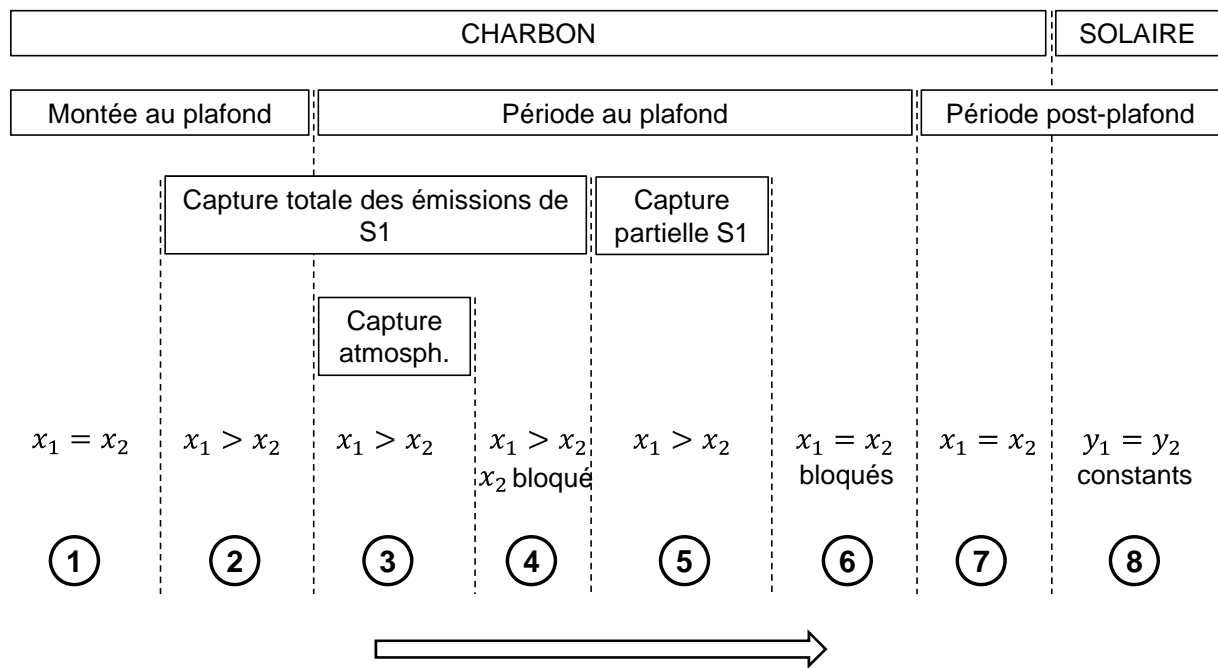 CHARBON
SOLAIRE
Montée au plafond
Période au plafond
Période post-plafond
Capture totale des émissions de
S1
Capture
partielle S1
Capture
atmosph.
x₁ = x₂
x₁ > x₂
x₁ > x₂
x₁ > x₂
x₂ bloqué
x₁ > x₂
x₁ = x₂
bloqués
x₁ = x₂
y₁ = y₂
constants
1
2
3
4
5
6
7
8